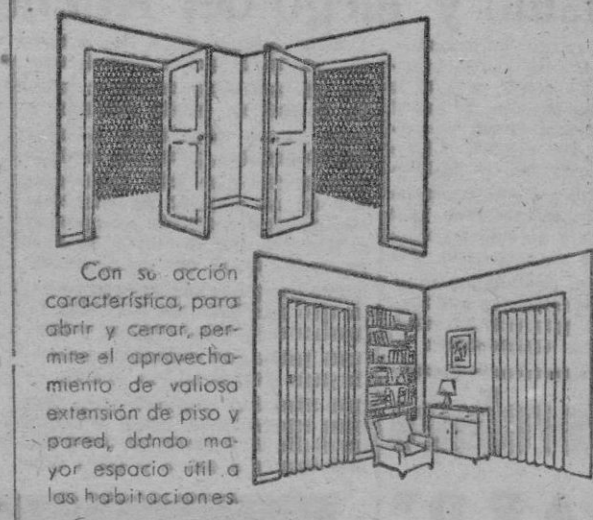 Con su acción
característica, para
abrir y cerrar, per-
mite el aprovecha-
miento de valiosa
extensión de piso y
pared, dando ma-
yor espacio útil a
las habitaciones.